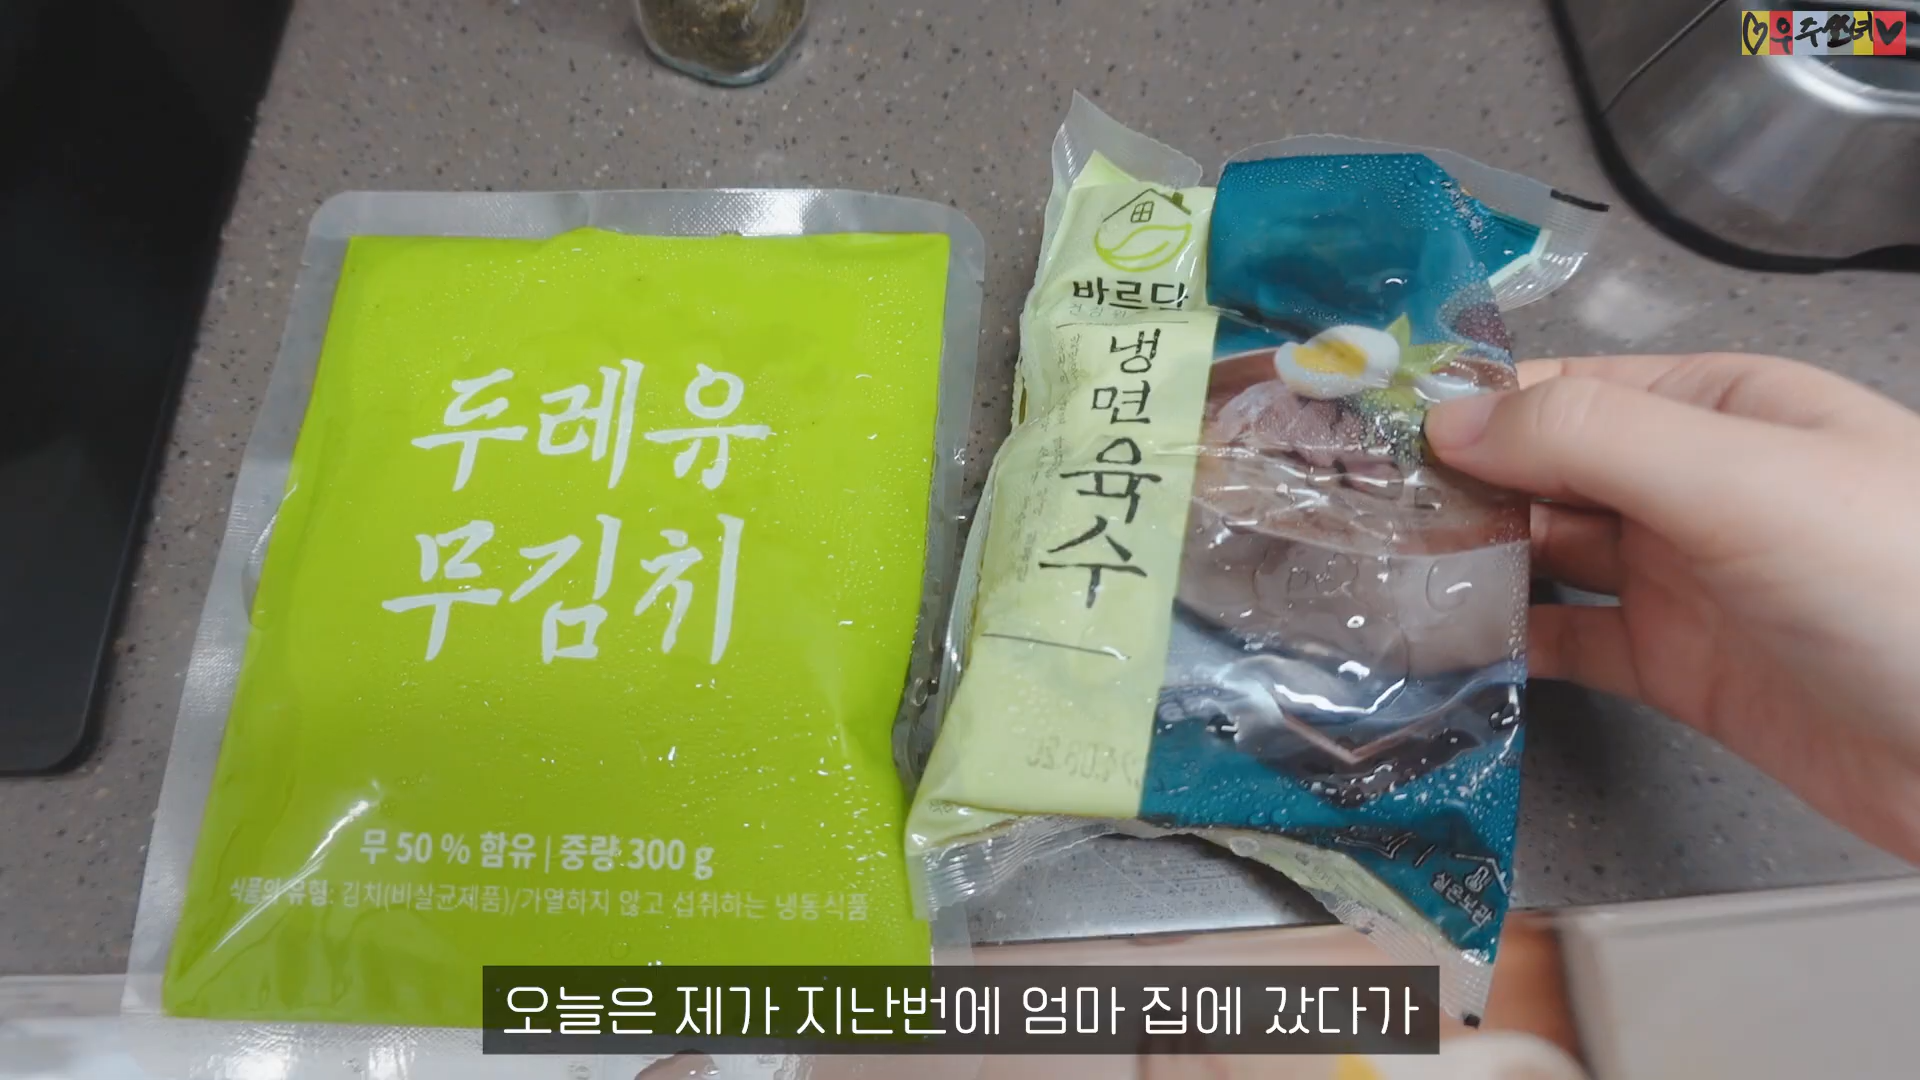 우주쏘녀
두레유
무김치
무 50 % 함유 | 중량 300 g
식품의 유형: 김치(비살균제품)/가열하지 않고 섭취하는 냉동식품
바르단
냉면육수
오늘은 제가 지난번에 엄마 집에 갔다가